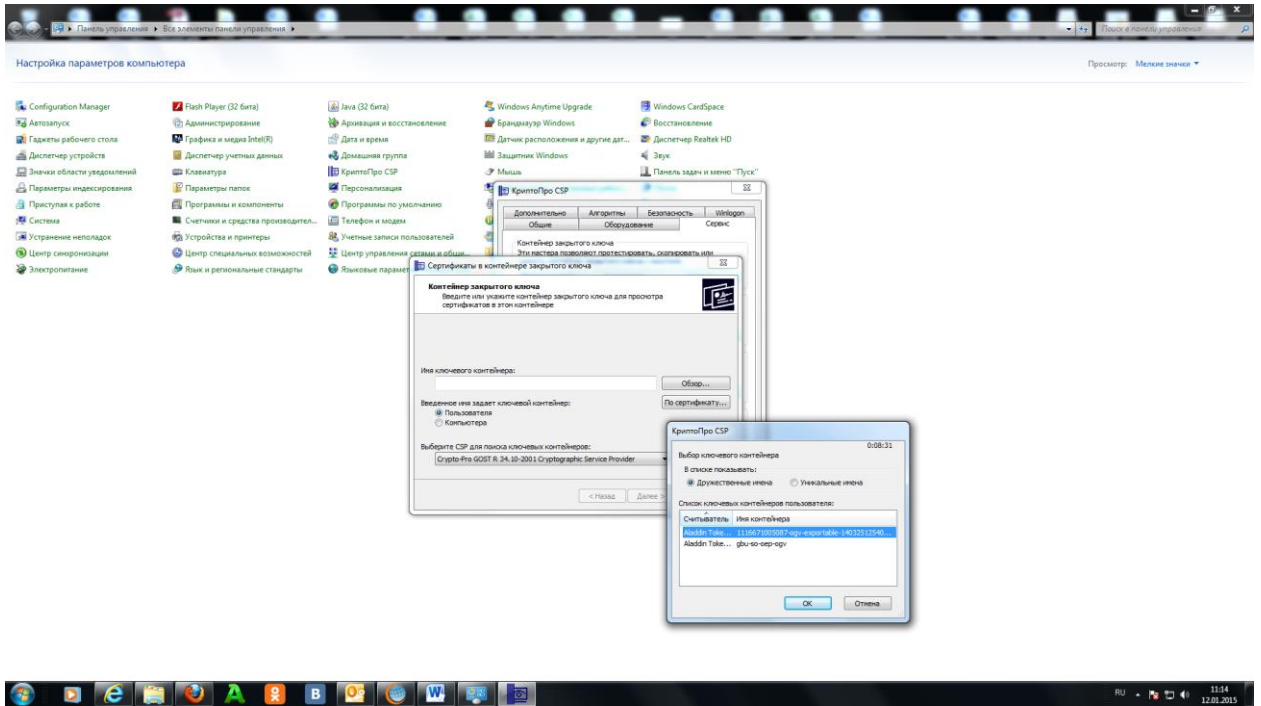 Панель управления ▸ Все элементы панели управления ▸
Поиск в панели управления
Настройка параметров компьютера
Просмотр: Мелкие значки
Configuration Manager
Flash Player (32 бита)
Java (32 бита)
Windows Anytime Upgrade
Windows CardSpace
Автозапуск
Администрирование
Архивация и восстановление
Брандмауэр Windows
Восстановление
Гаджеты рабочего стола
Графика и медиа Intel(R)
Дата и время
Датчик расположения и другие дат...
Диспетчер Realtek HD
Диспетчер устройств
Диспетчер учетных данных
Домашняя группа
Защитник Windows
Звук
Значки области уведомлений
Клавиатура
КриптоПро CSP
Мышь
Панель задач и меню "Пуск"
Параметры индексирования
Параметры папок
Персонализация
Приступая к работе
Программы и компоненты
Программы по умолчанию
Система
Счетчики и средства производител...
Телефон и модем
Устранение неполадок
Устройства и принтеры
Учетные записи пользователей
Центр синхронизации
Центр специальных возможностей
Центр управления сетями и общи...
Электропитание
Язык и региональные стандарты
Языковые парамет
КриптоПро CSP
Дополнительно
Алгоритмы
Безопасность
Winlogon
Общие
Оборудование
Сервис
Контейнер закрытого ключа
Эти мастера позволяют протестировать, скопировать или
Сертификаты в контейнере закрытого ключа
Контейнер закрытого ключа
Введите или укажите контейнер закрытого ключа для просмотра
сертификатов в этом контейнере
Имя ключевого контейнера:
Обзор...
Введенное имя задает ключевой контейнер:
По сертификату...
Пользователя
Компьютера
Выберите CSP для поиска ключевых контейнеров:
Crypto-Pro GOST R 34.10-2001 Cryptographic Service Provider
< Назад
Далее >
КриптоПро CSP
0:08:31
Выбор ключевого контейнера
В списке показывать:
Дружественные имена
Уникальные имена
Список ключевых контейнеров пользователя:
Считыватель
Имя контейнера
Aladdin Toke...
1116671005087-ogv-exportable-14032512540...
Aladdin Toke...
gbu-so-oep-ogv
OK
Отмена
RU
11:14
12.01.2015